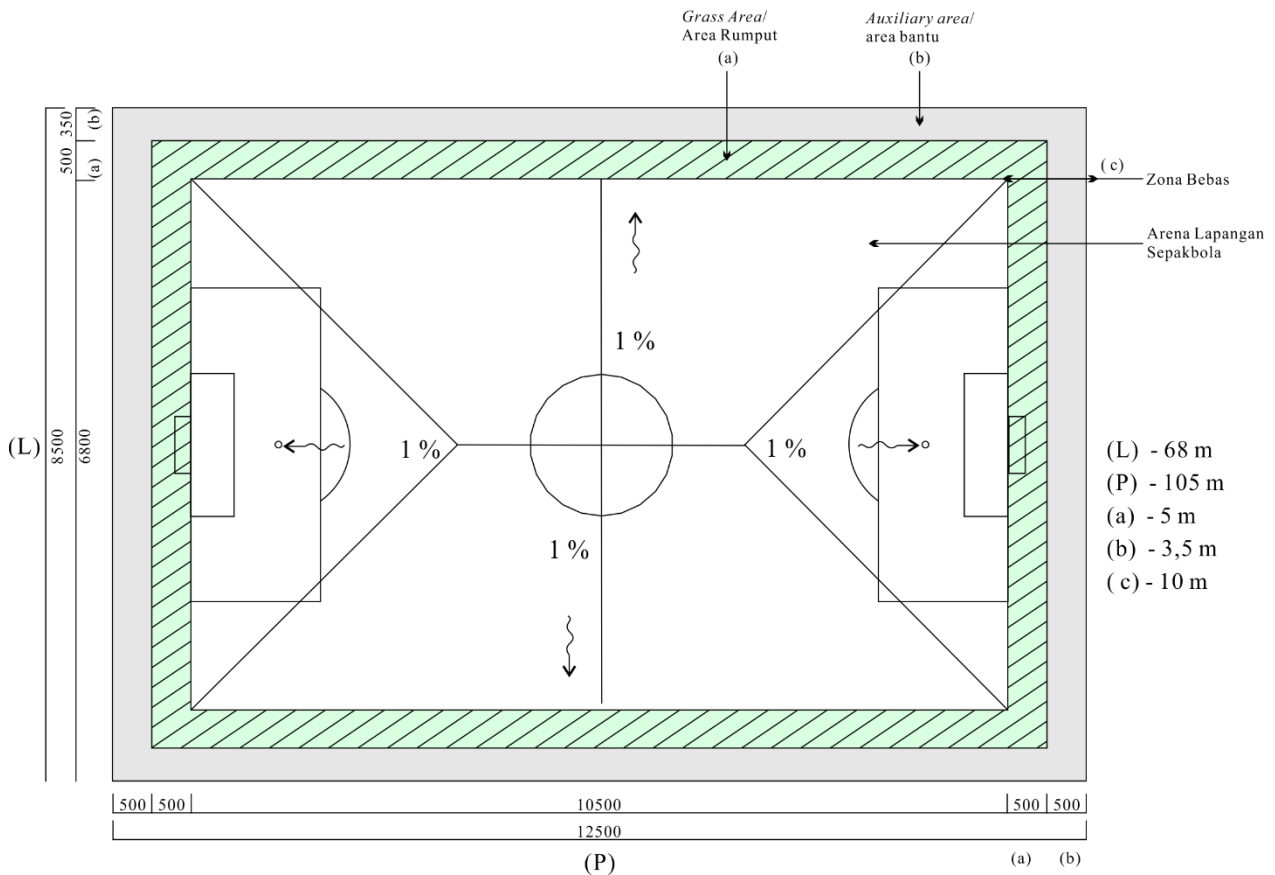 Grass Area/
Area Rumput
(a)
Auxiliary area/
area bantu
(b)
350
(b)
500
(a)
( c )
Zona Bebas
Arena Lapangan
Sepakbola
1 %
1 %
1 %
1 %
(L)
8500
6800
(L) - 68 m
(P) - 105 m
(a) - 5 m
(b) - 3,5 m
( c ) - 10 m
500
500
10500
500
500
12500
(P)
(a)
(b)